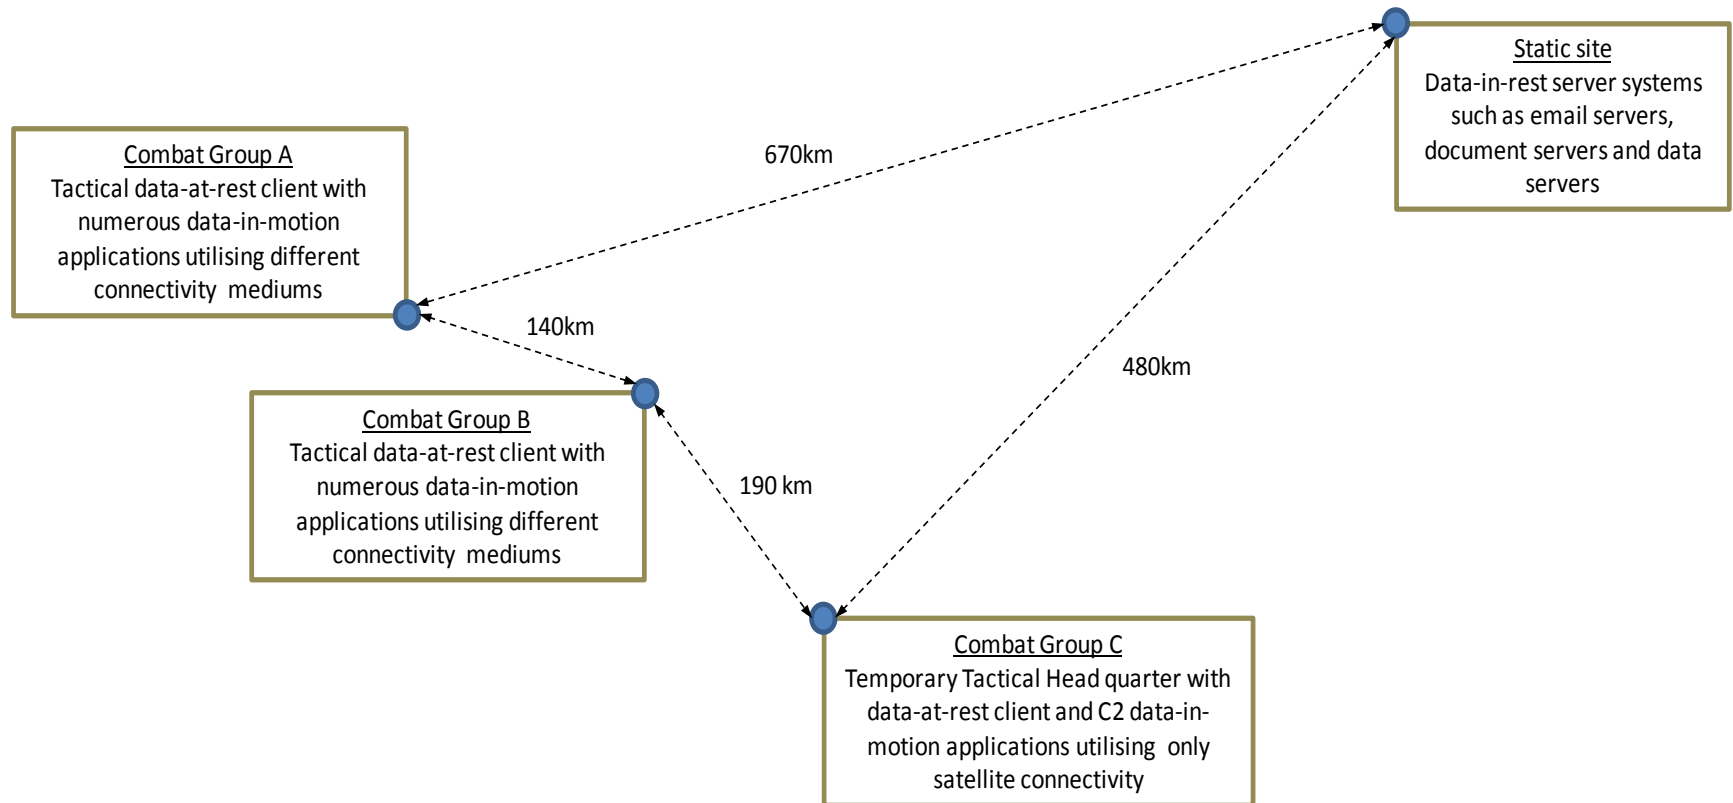 Static site
Data-in-rest server systems
such as email servers,
document servers and data
servers
670km
Combat Group A
Tactical data-at-rest client with
numerous data-in-motion
applications utilising different
connectivity mediums
140km
480km
Combat Group B
Tactical data-at-rest client with
numerous data-in-motion
applications utilising different
connectivity mediums
190 km
Combat Group C
Temporary Tactical Head quarter with
data-at-rest client and C2 data-in-
motion applications utilising only
satellite connectivity